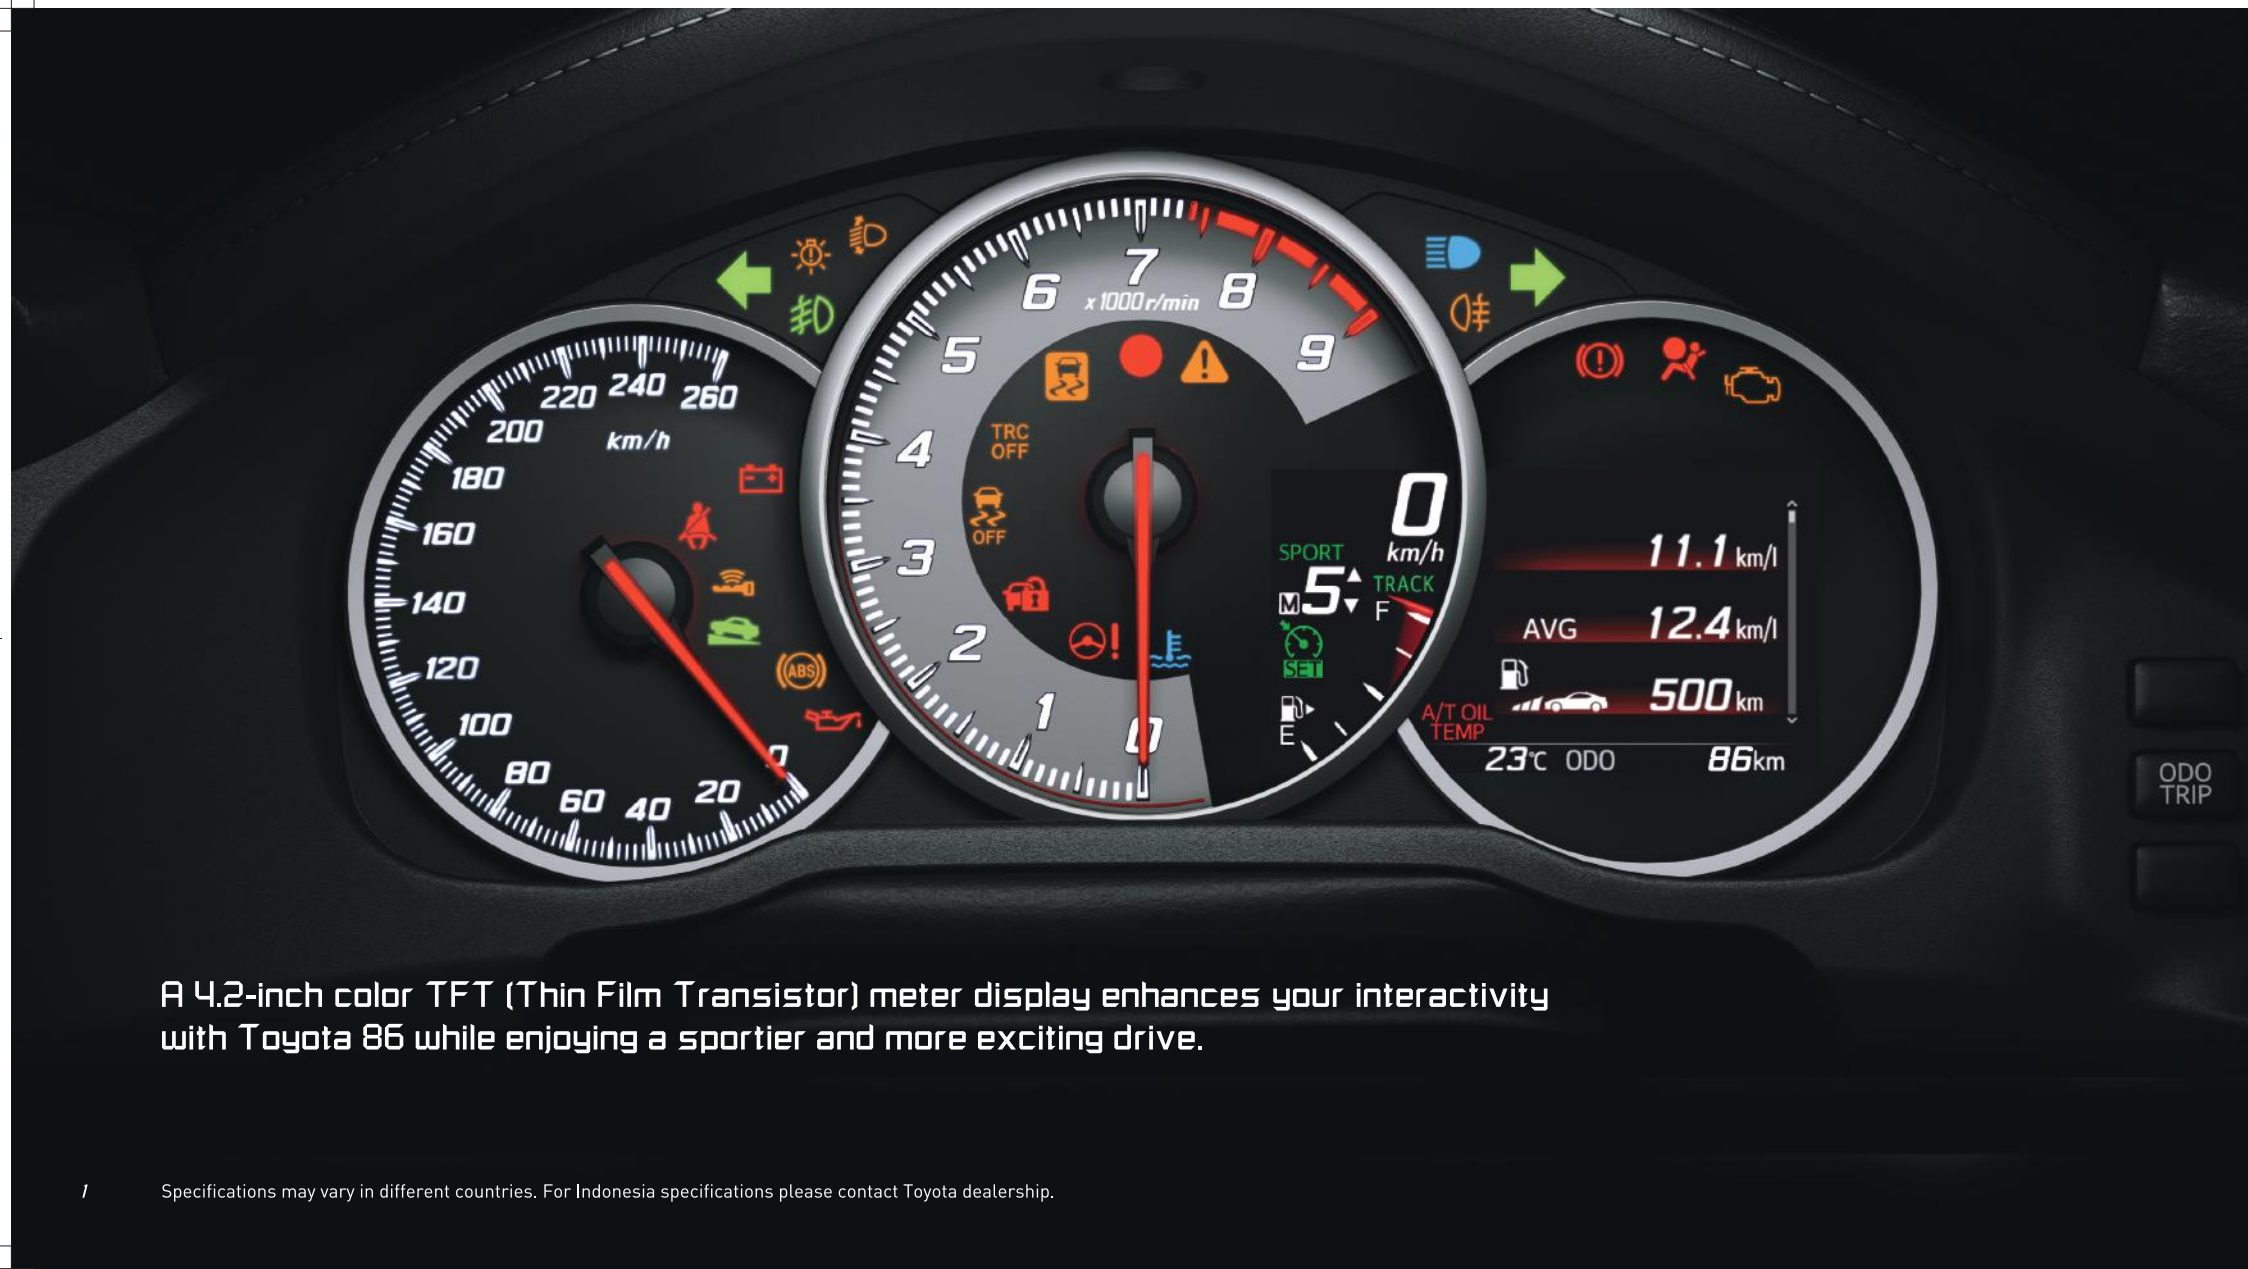 7
6
x1000r/min
8
5
9
240
220
260
200
km/h
TRC
OFF
4
180
0
km/h
160
OFF
SPORT
3
11.1 km/l
TRACK
M 5
F
140
2
AVG 12.4 km/l
120
ABS
SET
500 km
1
100
A/T OIL
TEMP
E
0
0
80
23°C ODO 86km
20
60
40
ODO
TRIP
A 4.2-inch color TFT (Thin Film Transistor) meter display enhances your interactivity
with Toyota 86 while enjoying a sportier and more exciting drive.
1
Specifications may vary in different countries. For Indonesia specifications please contact Toyota dealership.